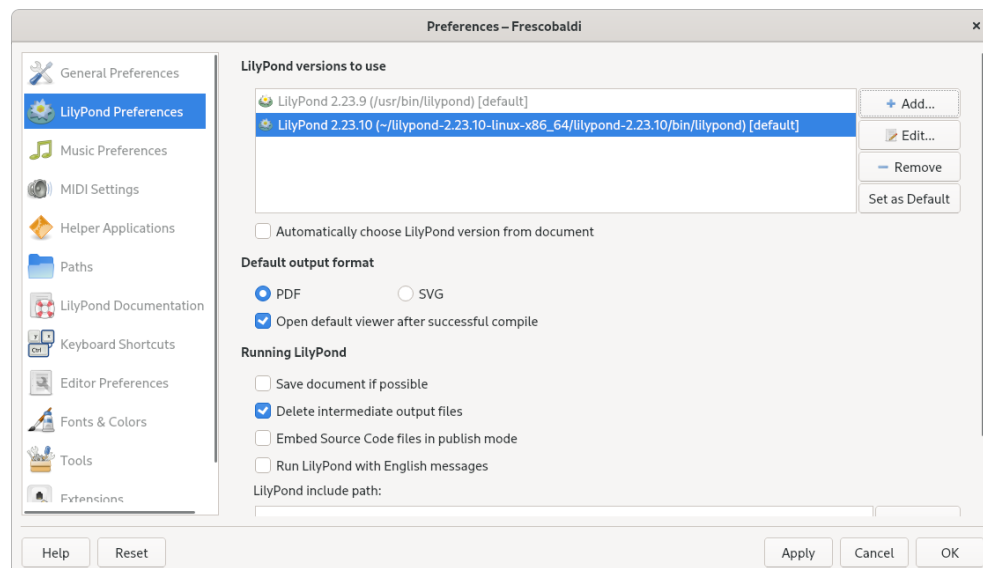 Preferences – Frescobaldi
×
General Preferences
LilyPond Preferences
Music Preferences
MIDI Settings
Helper Applications
Paths
LilyPond Documentation
Keyboard Shortcuts
Editor Preferences
Fonts & Colors
Tools
Extensions
LilyPond versions to use
LilyPond 2.23.9 (/usr/bin/lilypond) [default]
LilyPond 2.23.10 (~/lilypond-2.23.10-linux-x86_64/lilypond-2.23.10/bin/lilypond) [default]
Add...
Edit...
Remove
Set as Default
Automatically choose LilyPond version from document
Default output format
PDF SVG
Open default viewer after successful compile
Running LilyPond
Save document if possible
Delete intermediate output files
Embed Source Code files in publish mode
Run LilyPond with English messages
LilyPond include path:
Help Reset Apply Cancel OK